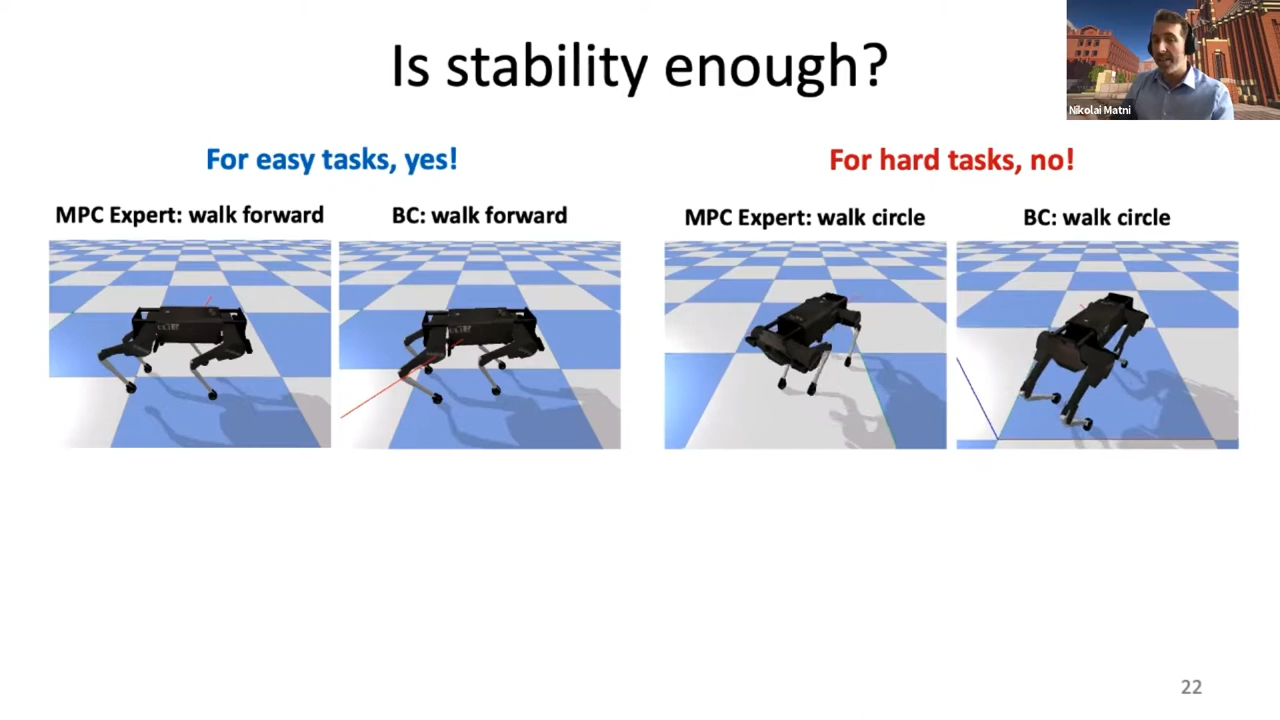 Is stability enough?
Nikolai Matni
For easy tasks, yes!
For hard tasks, no!
MPC Expert: walk forward
BC: walk forward
MPC Expert: walk circle
BC: walk circle
22